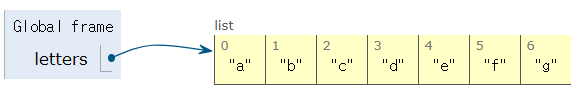 Global frame
letters
list
0 1 2 3 4 5 6
"a" "b" "c" "d" "e" "f" "g"